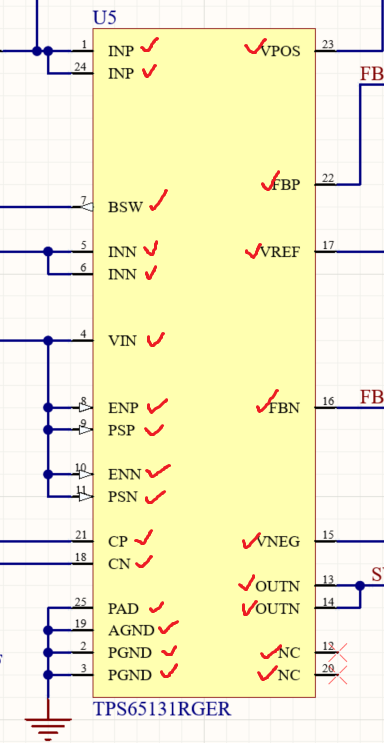 U5
1 INP VPOS 23
24 INP
FB
FBP 22
7 BSW
5 INN VREF 17
6 INN
4 VIN
FB
8 ENP FBN 16
9 PSP
10 ENN
11 PSN
21 CP VNEG 15
18 CN
S
OUTN 13
25 PAD OUTN 14
19 AGND
2 PGND NC 12
3 PGND NC 20
TPS65131RGER